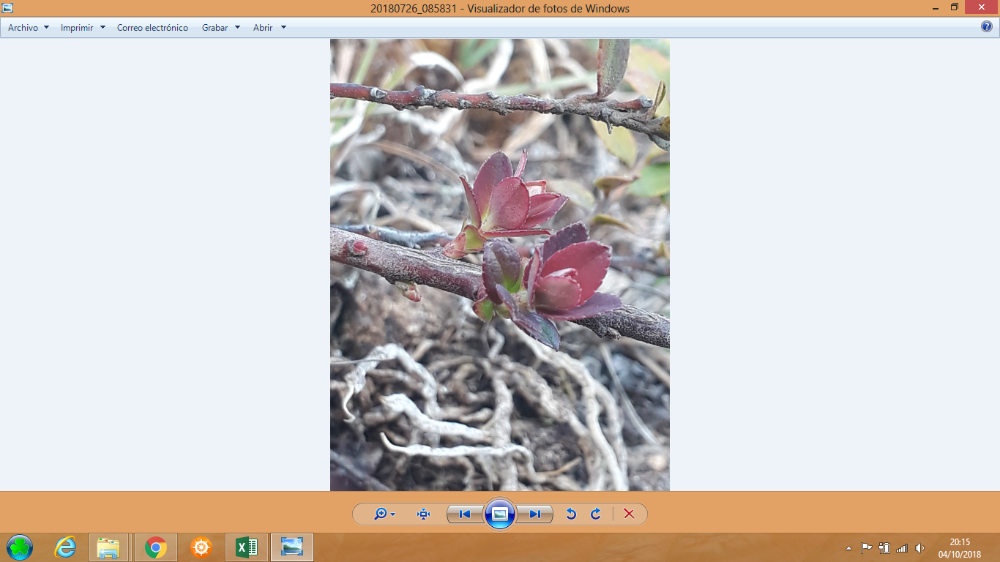 20180726_085831 - Visualizador de fotos de Windows
Archivo Imprimir Correo electrónico Grabar Abrir
20:15
04/10/2018